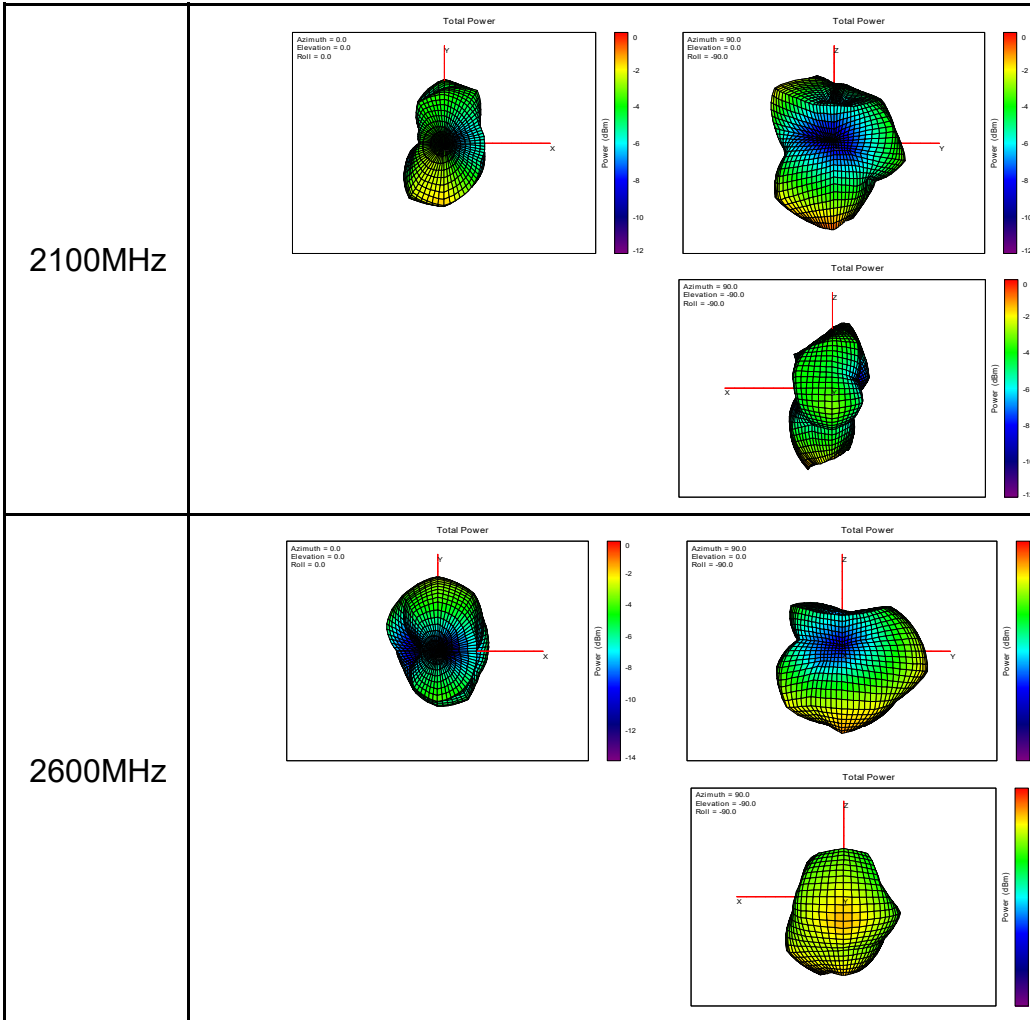 2100MHz
Total Power
Azimuth = 0.0
Elevation = 0.0
Roll = 0.0
Y
X
0
-2
-4
-6
-8
-10
-12
Power (dBm)
Total Power
Azimuth = 90.0
Elevation = 0.0
Roll = -90.0
Z
Y
0
-2
-4
-6
-8
-10
-12
Power (dBm)
Total Power
Azimuth = 90.0
Elevation = -90.0
Roll = -90.0
Z
X
Y
0
-2
-4
-6
-8
-10
Power (dBm)
2600MHz
Total Power
Azimuth = 0.0
Elevation = 0.0
Roll = 0.0
Y
X
0
-2
-4
-6
-8
-10
-12
-14
Power (dBm)
Total Power
Azimuth = 90.0
Elevation = 0.0
Roll = -90.0
Z
Y
Power (dBm)
Total Power
Azimuth = 90.0
Elevation = -90.0
Roll = -90.0
Z
X
Y
Power (dBm)